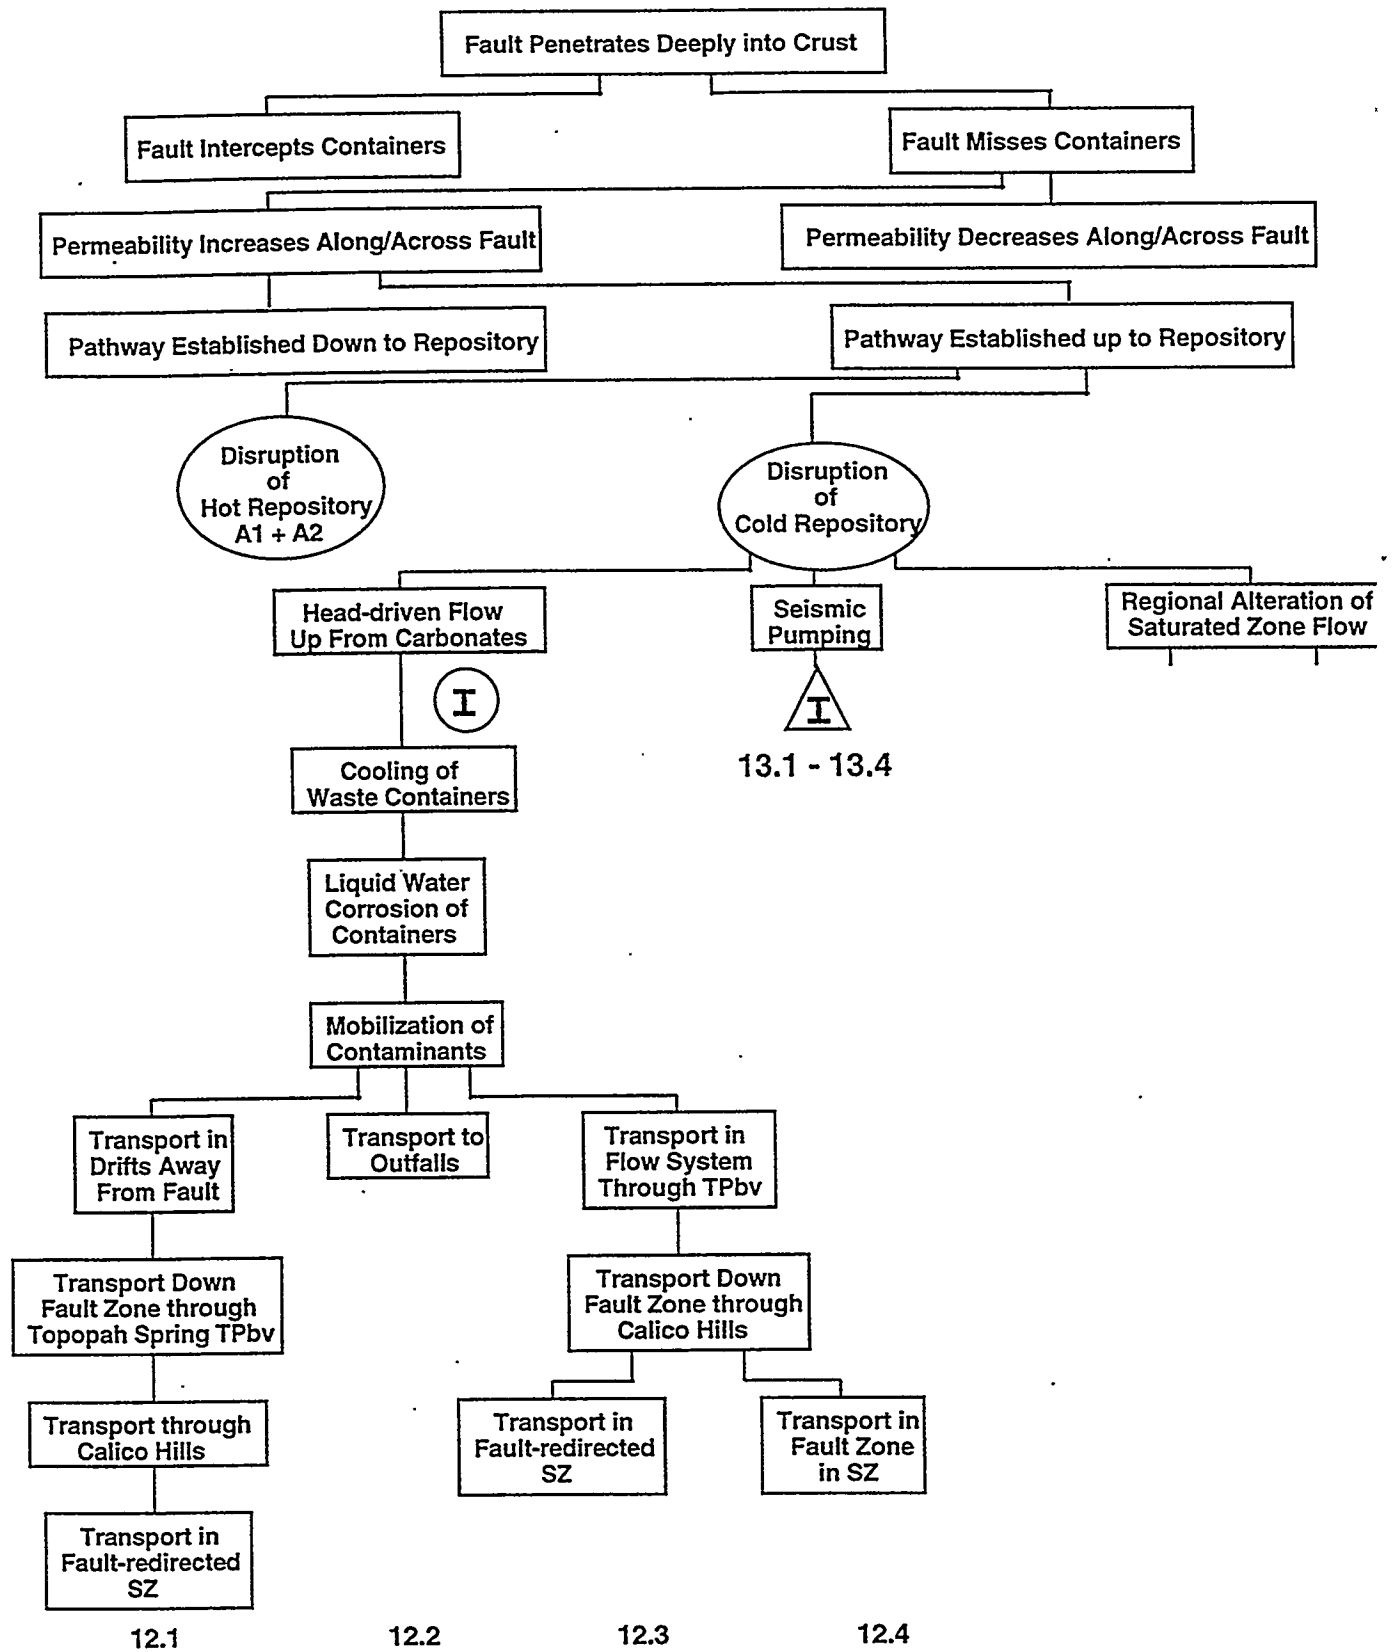 Fault Penetrates Deeply into Crust
Fault Intercepts Containers
Fault Misses Containers
Permeability Increases Along/Across Fault
Permeability Decreases Along/Across Fault
Pathway Established Down to Repository
Pathway Established up to Repository
Disruption
of
Hot Repository
A1 + A2
Disruption
of
Cold Repository
Head-driven Flow
Up From Carbonates
Seismic
Pumping
Regional Alteration of
Saturated Zone Flow
I
I
13.1 - 13.4
Cooling of
Waste Containers
Liquid Water
Corrosion of
Containers
Mobilization of
Contaminants
Transport in
Drifts Away
From Fault
Transport to
Outfalls
Transport in
Flow System
Through TPbv
Transport Down
Fault Zone through
Topopah Spring TPbv
Transport Down
Fault Zone through
Calico Hills
Transport through
Calico Hills
Transport in
Fault-redirected
SZ
Transport in
Fault Zone
in SZ
Transport in
Fault-redirected
SZ
12.1
12.2
12.3
12.4